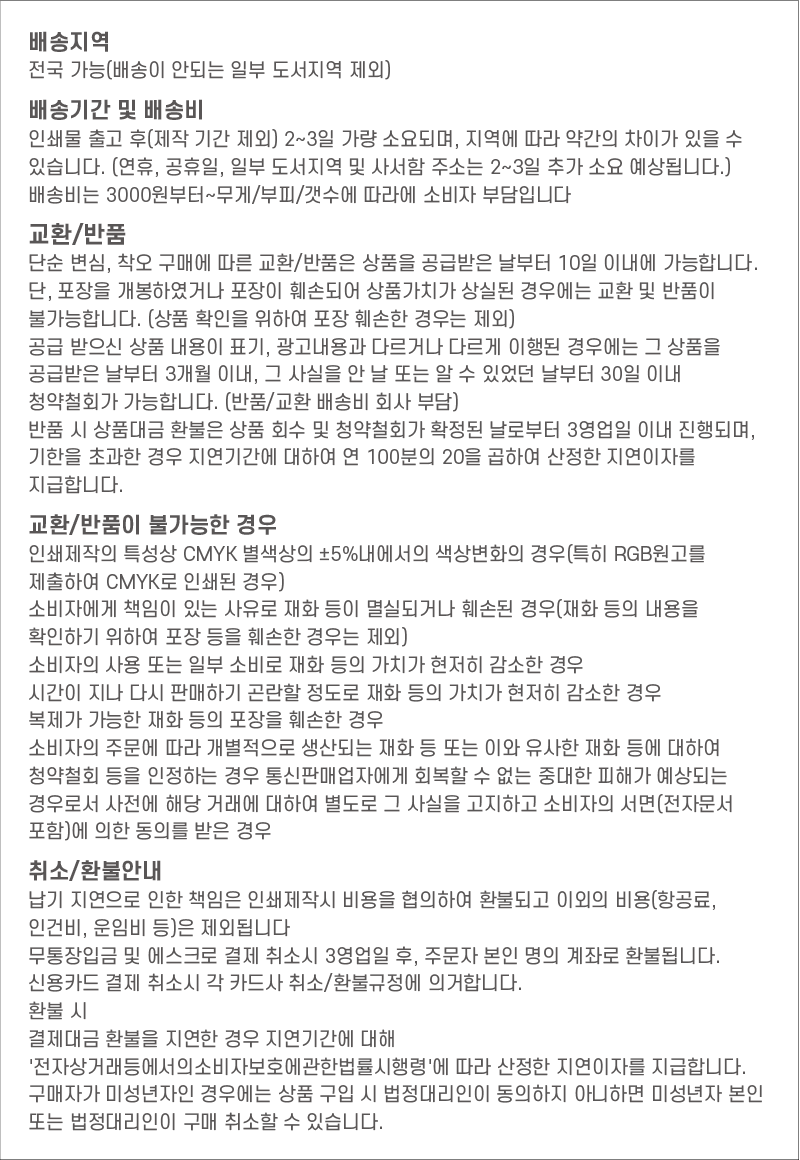 배송지역
전국 가능(배송이 안되는 일부 도서지역 제외)
배송기간 및 배송비
인쇄물 출고 후(제작 기간 제외) 2~3일 가량 소요되며, 지역에 따라 약간의 차이가 있을 수
있습니다. (연휴, 공휴일, 일부 도서지역 및 사서함 주소는 2~3일 추가 소요 예상됩니다.)
배송비는 3000원부터~무게/부피/갯수에 따라에 소비자 부담입니다
교환/반품
단순 변심, 착오 구매에 따른 교환/반품은 상품을 공급받은 날부터 10일 이내에 가능합니다.
단, 포장을 개봉하였거나 포장이 훼손되어 상품가치가 상실된 경우에는 교환 및 반품이
불가능합니다. (상품 확인을 위하여 포장 훼손한 경우는 제외)
공급 받으신 상품 내용이 표기, 광고내용과 다르거나 다르게 이행된 경우에는 그 상품을
공급받은 날부터 3개월 이내, 그 사실을 안 날 또는 알 수 있었던 날부터 30일 이내
청약철회가 가능합니다. (반품/교환 배송비 회사 부담)
반품 시 상품대금 환불은 상품 회수 및 청약철회가 확정된 날로부터 3영업일 이내 진행되며,
기한을 초과한 경우 지연기간에 대하여 연 100분의 20을 곱하여 산정한 지연이자를
지급합니다.
교환/반품이 불가능한 경우
인쇄제작의 특성상 CMYK 별색상의 ±5%내에서의 색상변화의 경우(특히 RGB원고를
제출하여 CMYK로 인쇄된 경우)
소비자에게 책임이 있는 사유로 재화 등이 멸실되거나 훼손된 경우(재화 등의 내용을
확인하기 위하여 포장 등을 훼손한 경우는 제외)
소비자의 사용 또는 일부 소비로 재화 등의 가치가 현저히 감소한 경우
시간이 지나 다시 판매하기 곤란할 정도로 재화 등의 가치가 현저히 감소한 경우
복제가 가능한 재화 등의 포장을 훼손한 경우
소비자의 주문에 따라 개별적으로 생산되는 재화 등 또는 이와 유사한 재화 등에 대하여
청약철회 등을 인정하는 경우 통신판매업자에게 회복할 수 없는 중대한 피해가 예상되는
경우로서 사전에 해당 거래에 대하여 별도로 그 사실을 고지하고 소비자의 서면(전자문서
포함)에 의한 동의를 받은 경우
취소/환불안내
납기 지연으로 인한 책임은 인쇄제작시 비용을 협의하여 환불되고 이외의 비용(항공료,
인건비, 운임비 등)은 제외됩니다
무통장입금 및 에스크로 결제 취소시 3영업일 후, 주문자 본인 명의 계좌로 환불됩니다.
신용카드 결제 취소시 각 카드사 취소/환불규정에 의거합니다.
환불 시
결제대금 환불을 지연한 경우 지연기간에 대해
'전자상거래등에서의소비자보호에관한법률시행령'에 따라 산정한 지연이자를 지급합니다.
구매자가 미성년자인 경우에는 상품 구입 시 법정대리인이 동의하지 아니하면 미성년자 본인
또는 법정대리인이 구매 취소할 수 있습니다.